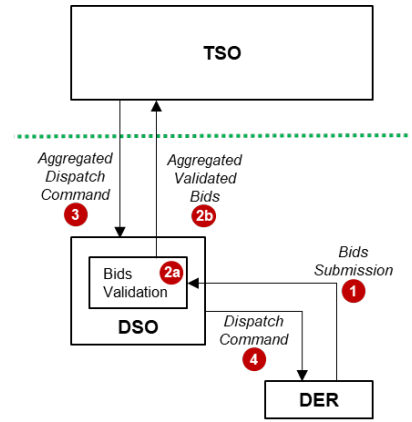 TSO
Aggregated
Dispatch
Command
3
Aggregated
Validated
Bids
2b
Bids
Validation
2a
DSO
Bids
Submission
1
Dispatch
Command
4
DER